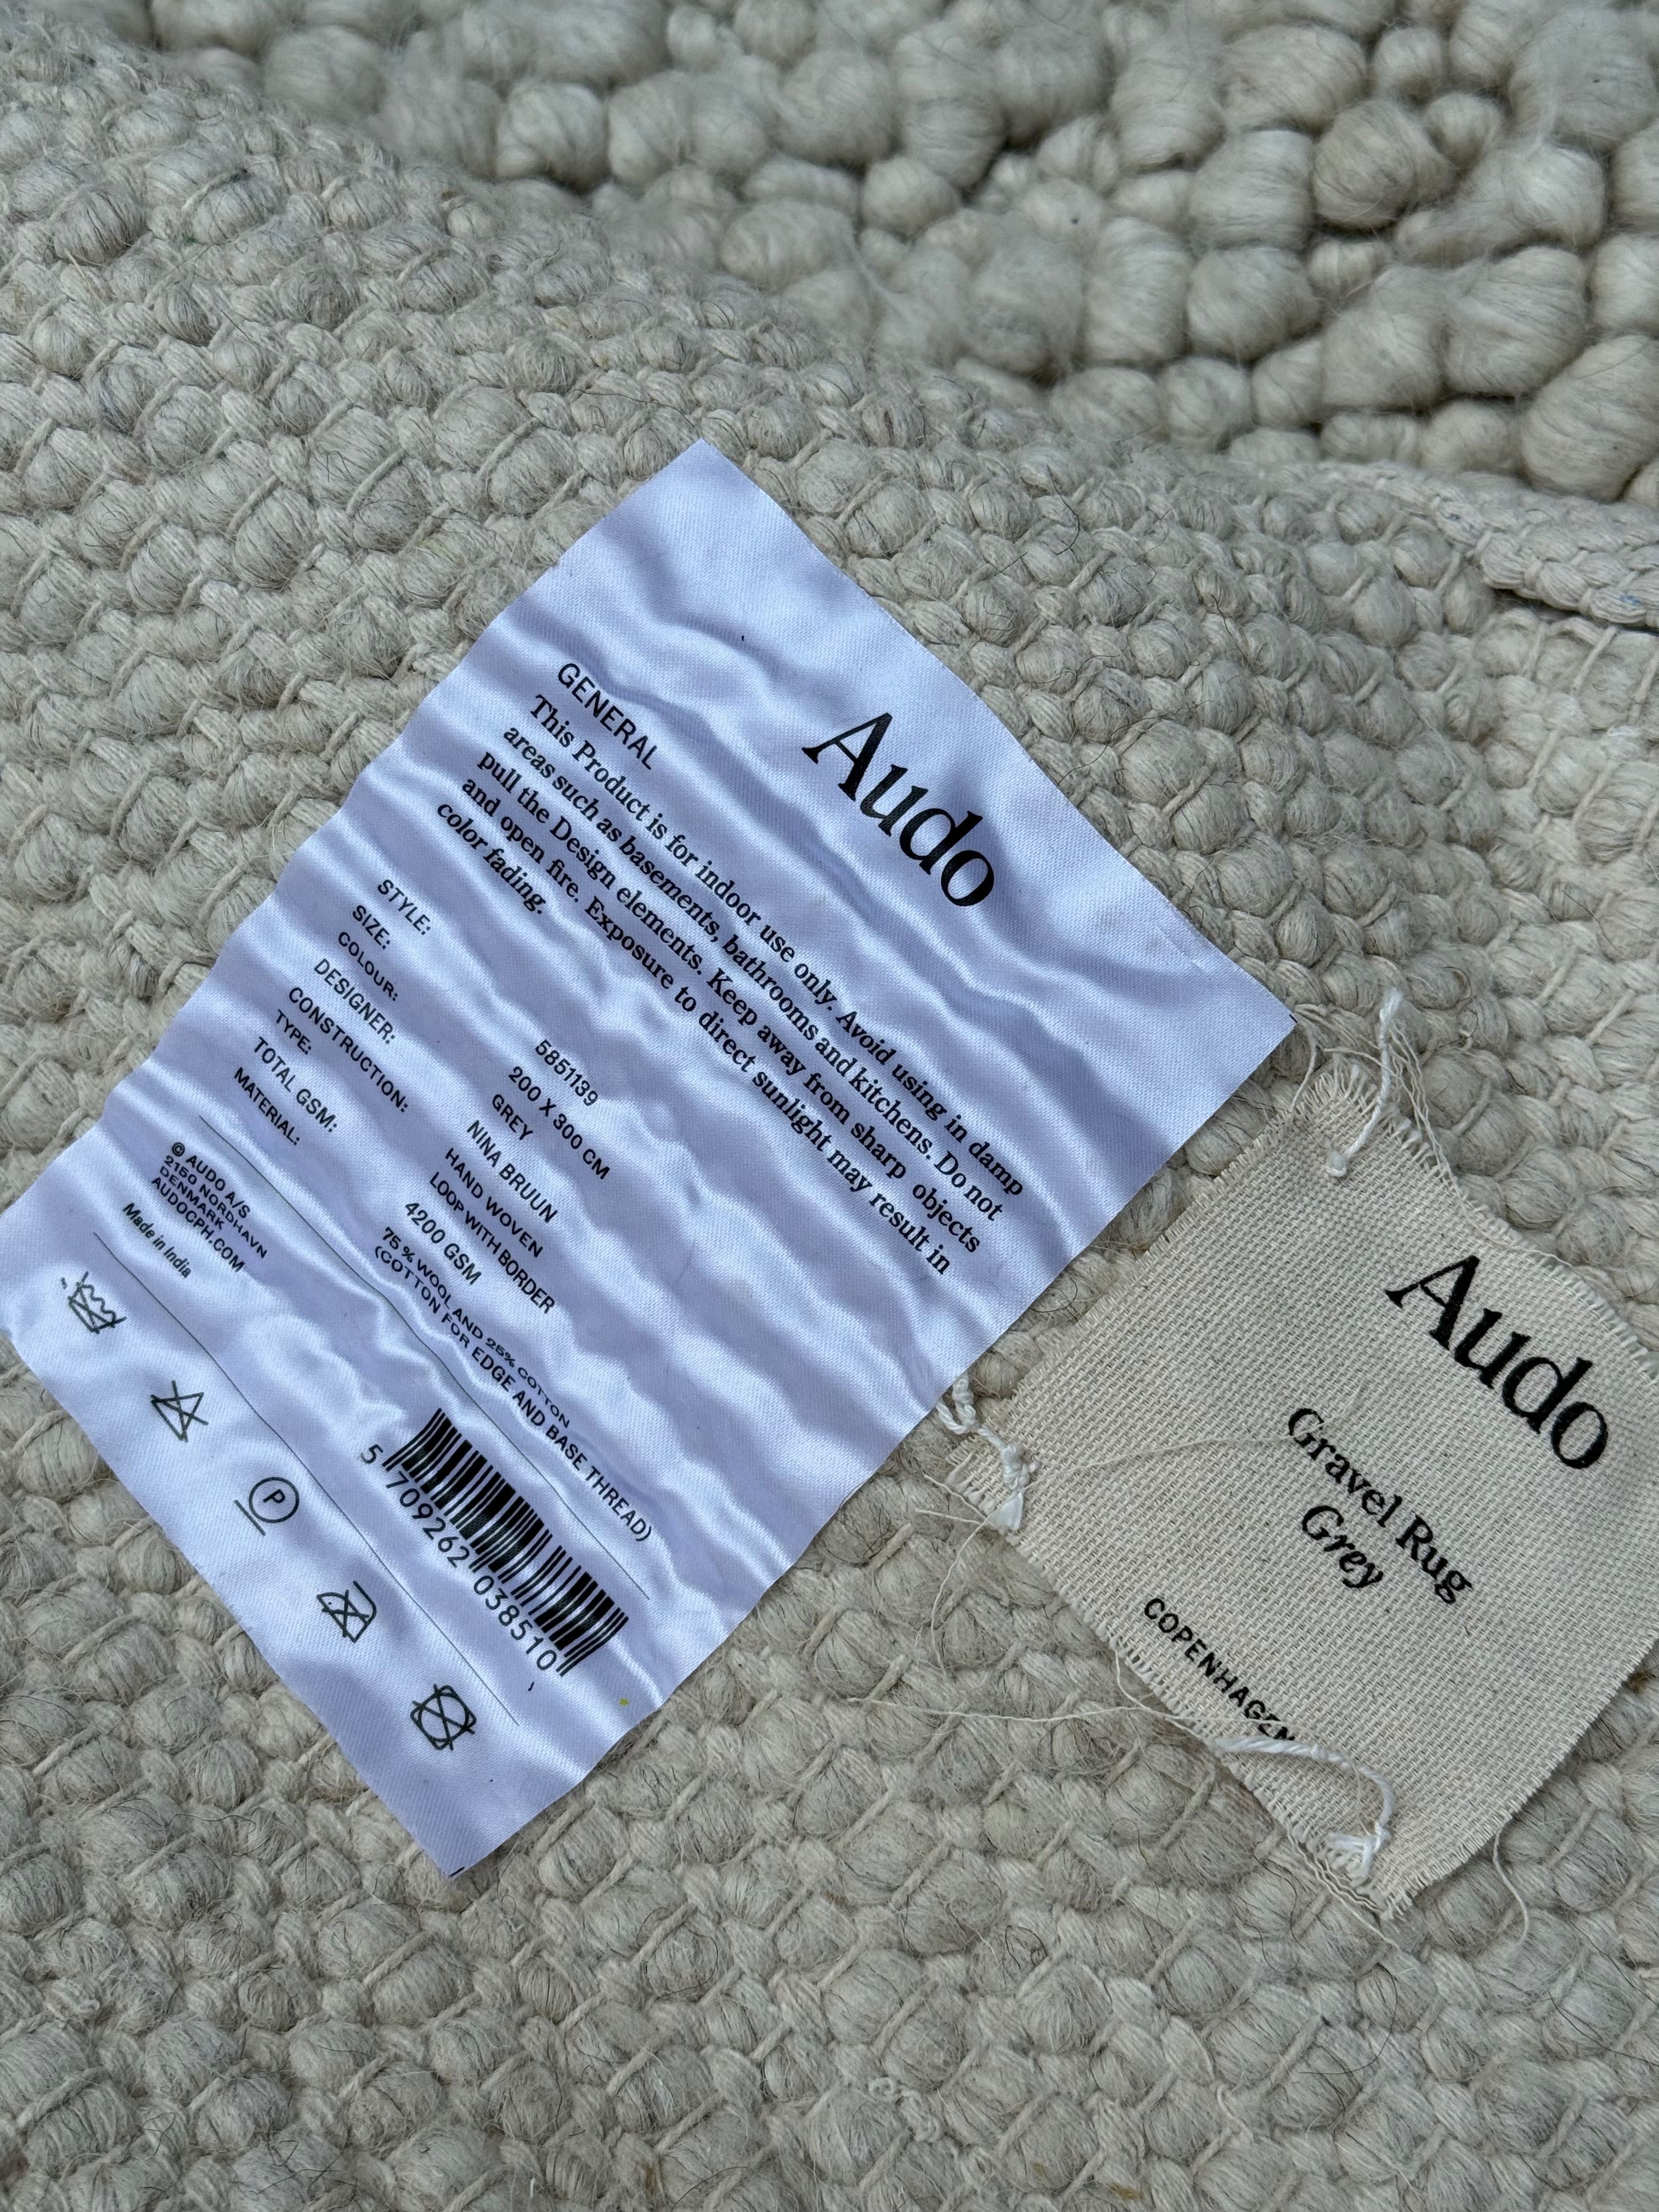 Audo
GENERAL
This Product is for indoor use only. Avoid using in damp
areas such as basements, bathrooms and kitchens. Do not
pull the Design elements. Keep away from sharp objects
and open fire. Exposure to direct sunlight may result in
color fading.
STYLE: 5851139
SIZE: 200 X 300 CM
COLOUR: GREY
DESIGNER: NINA BRUUN
CONSTRUCTION: HAND WOVEN
TYPE: LOOP WITH BORDER
TOTAL GSM: 4200 GSM
MATERIAL: 75% WOOL AND 25% COTTON
(COTTON FOR EDGE AND BASE THREAD))
© AUDO A/S
2150 NORDHAVN
DENMARK
AUDOCPH.COM
Made in India
5 709262 038510
P
Audo
Gravel Rug
Grey
COPENHAGEN